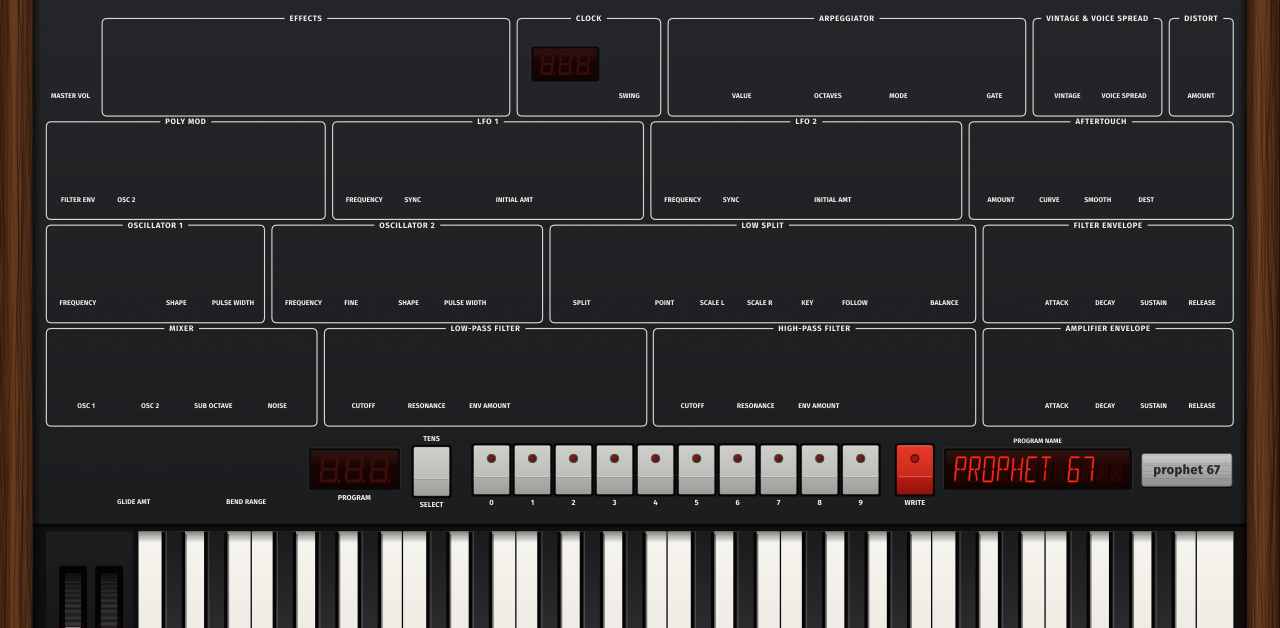 EFFECTS
CLOCK
ARPEGGIATOR
VINTAGE & VOICE SPREAD
DISTORT
MASTER VOL
SWING
VALUE
OCTAVES
MODE
GATE
VINTAGE
VOICE SPREAD
AMOUNT
POLY MOD
LFO 1
LFO 2
AFTERTOUCH
FILTER ENV
OSC 2
FREQUENCY
SYNC
INITIAL AMT
FREQUENCY
SYNC
INITIAL AMT
AMOUNT
CURVE
SMOOTH
DEST
OSCILLATOR 1
OSCILLATOR 2
LOW SPLIT
FILTER ENVELOPE
FREQUENCY
SHAPE
PULSE WIDTH
FREQUENCY
FINE
SHAPE
PULSE WIDTH
SPLIT
POINT
SCALE L
SCALE R
KEY
FOLLOW
BALANCE
ATTACK
DECAY
SUSTAIN
RELEASE
MIXER
LOW-PASS FILTER
HIGH-PASS FILTER
AMPLIFIER ENVELOPE
OSC 1
OSC 2
SUB OCTAVE
NOISE
CUTOFF
RESONANCE
ENV AMOUNT
CUTOFF
RESONANCE
ENV AMOUNT
ATTACK
DECAY
SUSTAIN
RELEASE
TENS
PROGRAM NAME
PROPHET 67
prophet 67
GLIDE AMT
BEND RANGE
PROGRAM
SELECT
0
1
2
3
4
5
6
7
8
9
WRITE